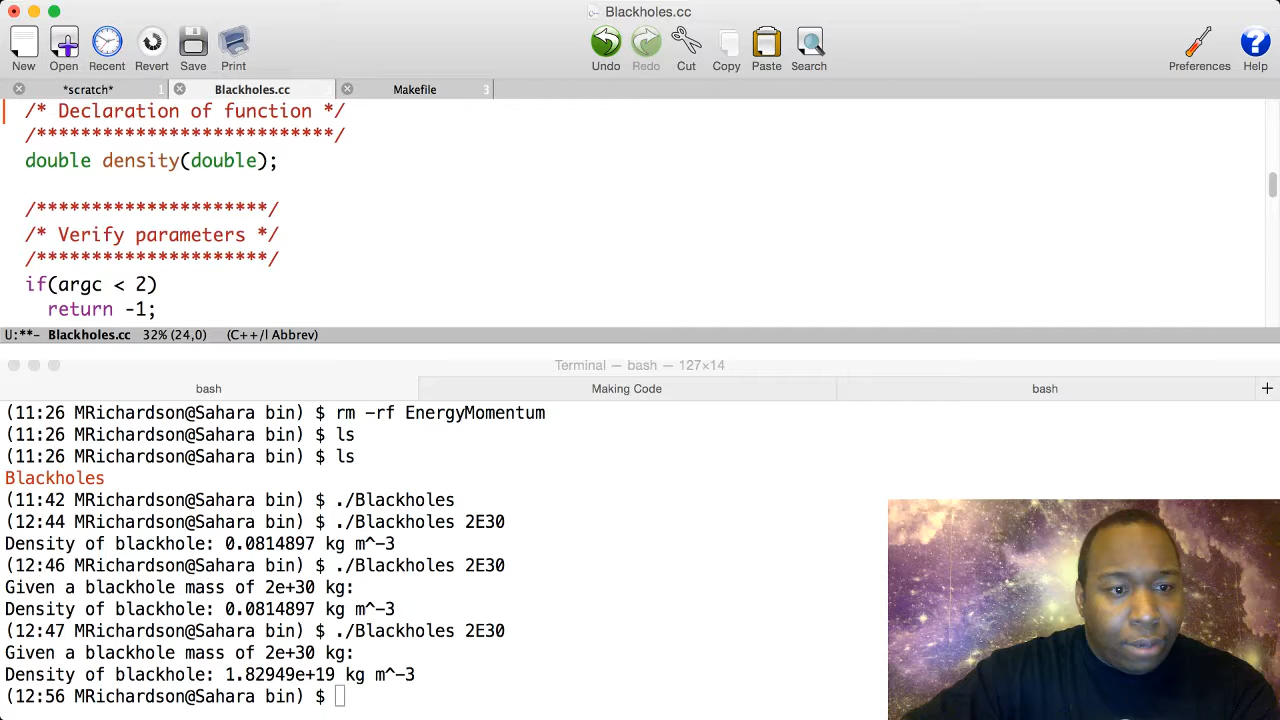 Blackholes.cc
New Open Recent Revert Save Print Undo Redo Cut Copy Paste Search Preferences Help
*scratch* 1 Blackholes.cc Makefile 3
/* Declaration of function */
/***************************/
double density(double);
/*********************/
/* Verify parameters */
/*********************/
if(argc < 2)
return -1;
U:**- Blackholes.cc 32% (24,0) (C++/l Abbrev)
Terminal — bash — 127×14
bash Making Code bash +
(11:26 MRichardson@Sahara bin) $ rm -rf EnergyMomentum
(11:26 MRichardson@Sahara bin) $ ls
(11:26 MRichardson@Sahara bin) $ ls
Blackholes
(11:42 MRichardson@Sahara bin) $ ./Blackholes
(12:44 MRichardson@Sahara bin) $ ./Blackholes 2E30
Density of blackhole: 0.0814897 kg m^-3
(12:46 MRichardson@Sahara bin) $ ./Blackholes 2E30
Given a blackhole mass of 2e+30 kg:
Density of blackhole: 0.0814897 kg m^-3
(12:47 MRichardson@Sahara bin) $ ./Blackholes 2E30
Given a blackhole mass of 2e+30 kg:
Density of blackhole: 1.82949e+19 kg m^-3
(12:56 MRichardson@Sahara bin) $